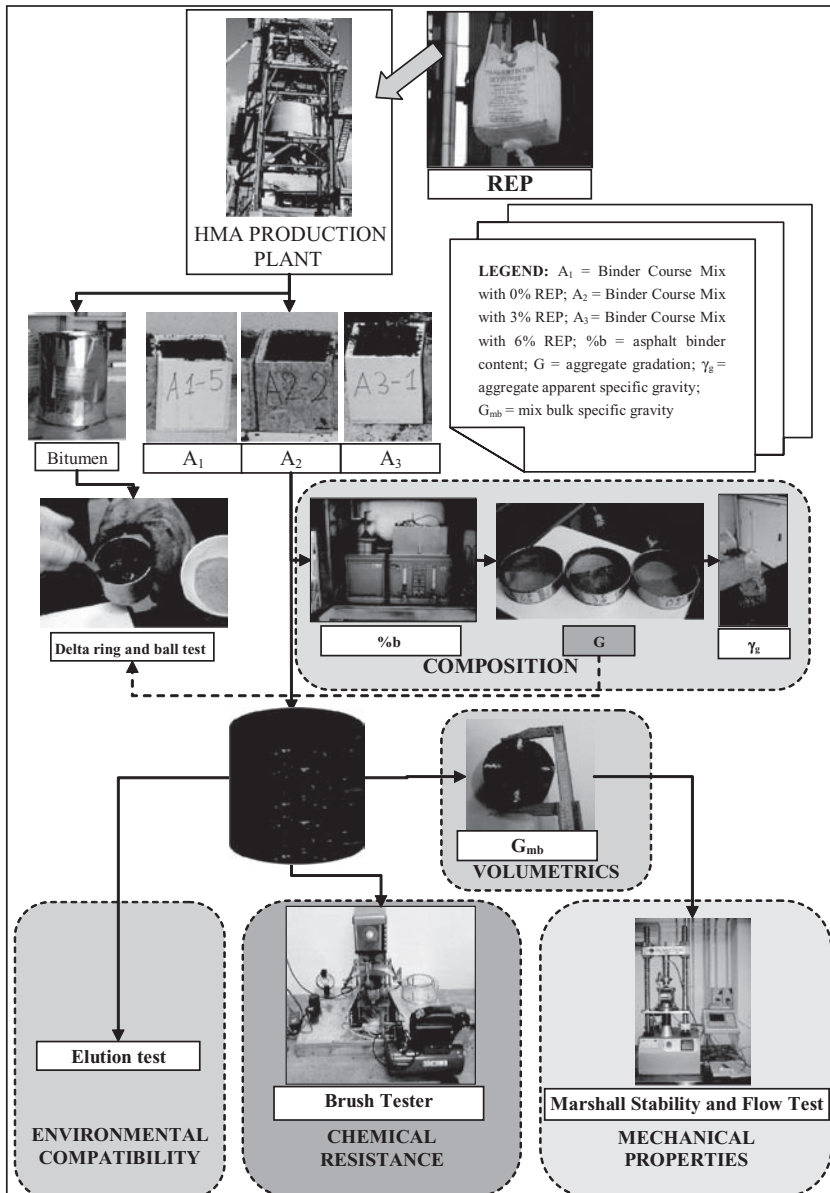 REP
HMA PRODUCTION
PLANT
LEGEND: A₁ = Binder Course Mix
with 0% REP; A₂ = Binder Course Mix
with 3% REP; A₃ = Binder Course Mix
with 6% REP; %b = asphalt binder
content; G = aggregate gradation; γg =
aggregate apparent specific gravity;
Gmb = mix bulk specific gravity
A1-5
A2-2
A3-1
Bitumen
A₁
A₂
A₃
Delta ring and ball test
%b
G
γg
COMPOSITION
Gmb
VOLUMETRICS
Elution test
Brush Tester
Marshall Stability and Flow Test
ENVIRONMENTAL
COMPATIBILITY
CHEMICAL
RESISTANCE
MECHANICAL
PROPERTIES